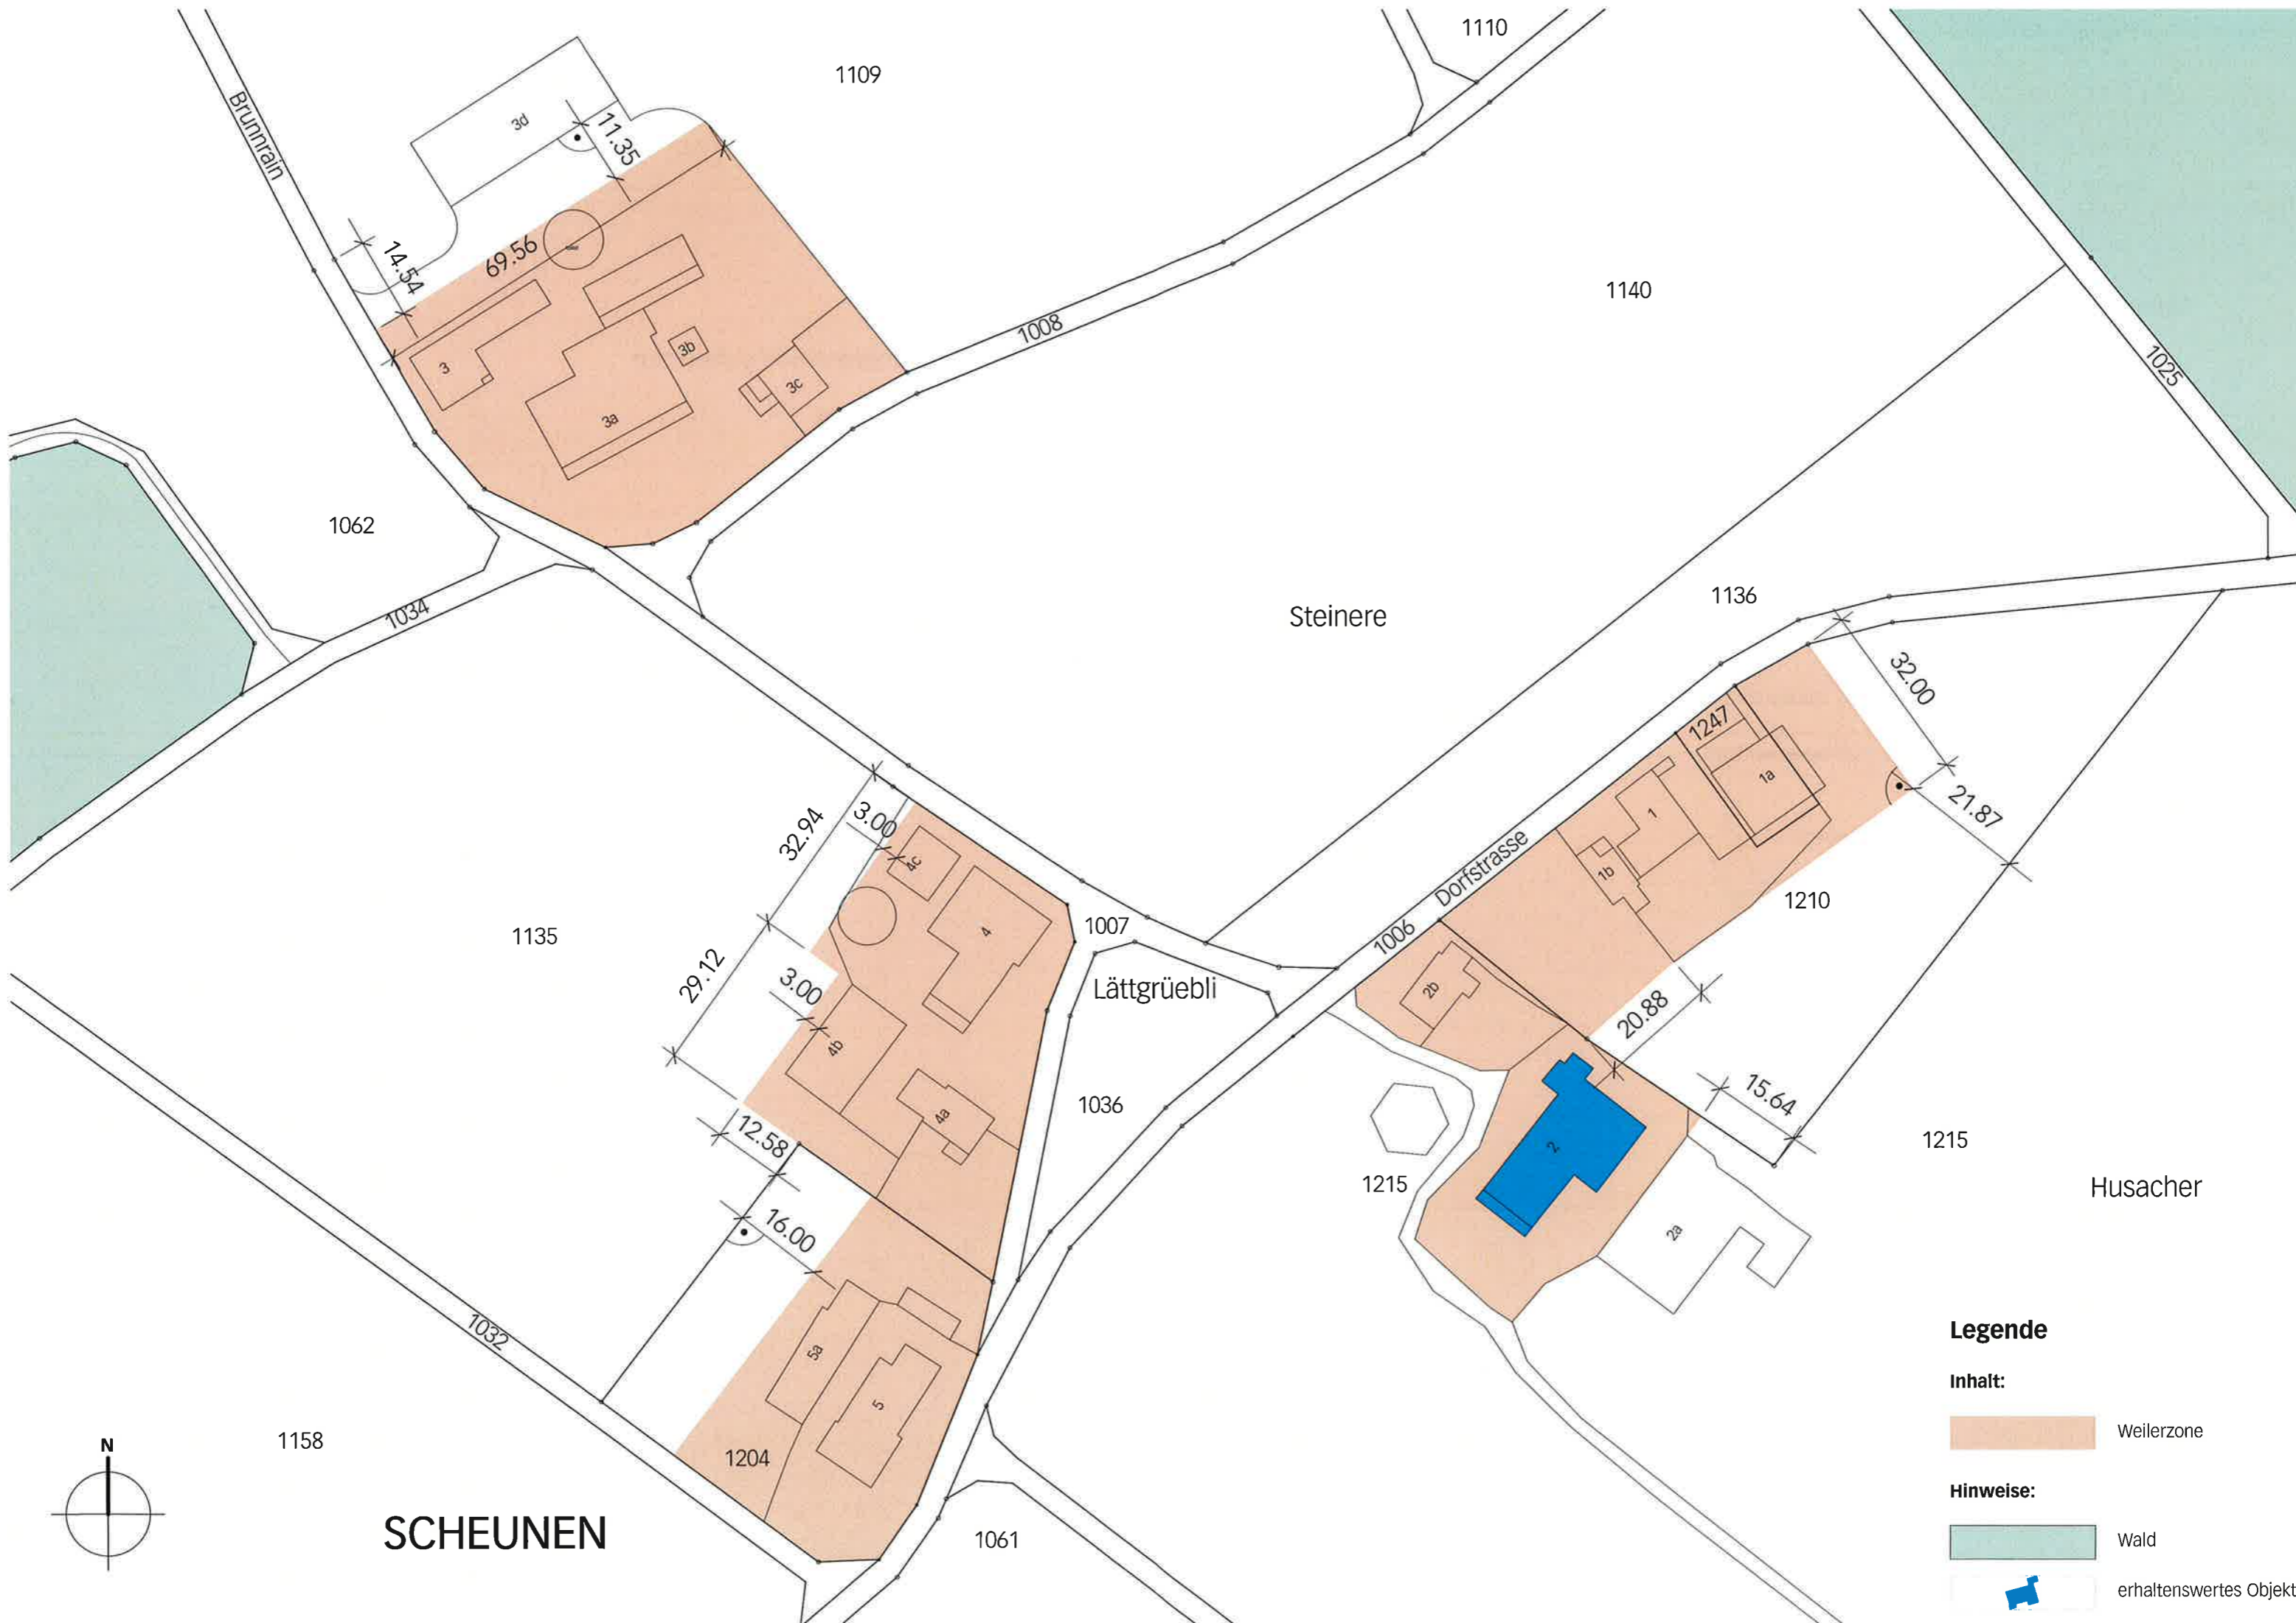 1110
1109
Brunnrain
3d
11.35
14.54
69.56
1140
1008
3b
3
3c
3a
1025
1062
1034
Steinere
1136
32.00
1247
1a
21.87
32.94
3.00
4c
1
1b
Dorfstrasse
1210
1135
4
1007
1006
29.12
3.00
Lättgrüebli
2b
20.88
4b
4a
1036
15.64
12.58
2
1215
1215
Husacher
16.00
2a
1032
5a
5
1158
1204
N
SCHEUNEN
1061
Legende
Inhalt:
Weilerzone
Hinweise:
Wald
erhaltenswertes Objekt